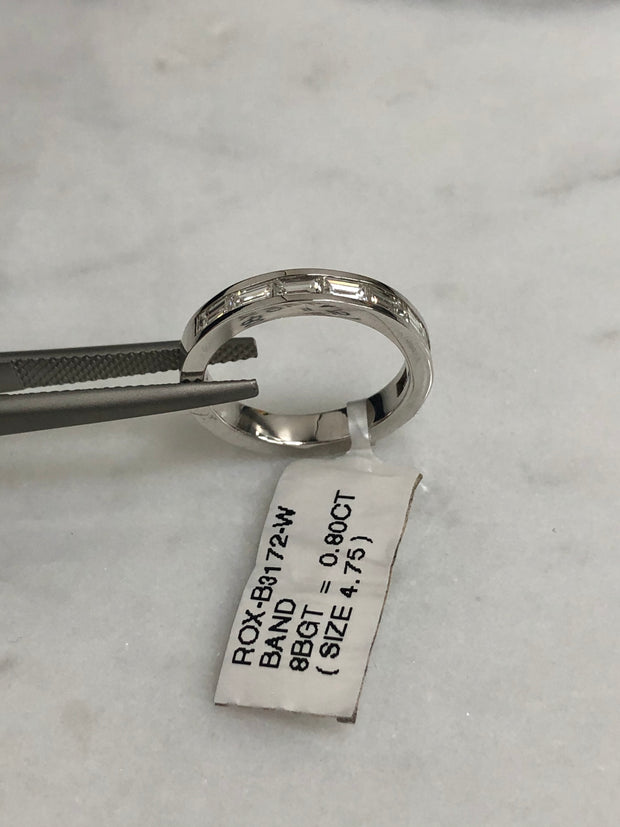 ROX-B3172-W
BAND
8BGT = 0.80CT
( SIZE 4.75 )